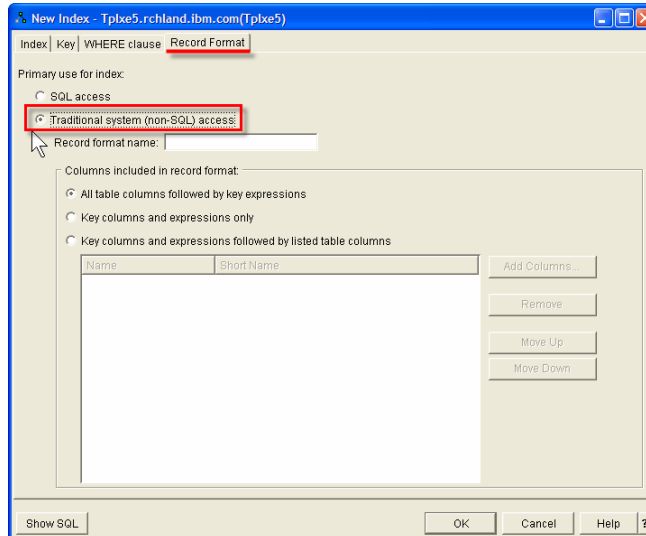 New Index - Tplxe5.rchland.ibm.com(Tplxe5)
Index Key WHERE clause Record Format
Primary use for index:
SQL access
Traditional system (non-SQL) access
Record format name:
Columns included in record format:
All table columns followed by key expressions
Key columns and expressions only
Key columns and expressions followed by listed table columns
Name Short Name
Add Columns...
Remove
Move Up
Move Down
Show SQL OK Cancel Help ?